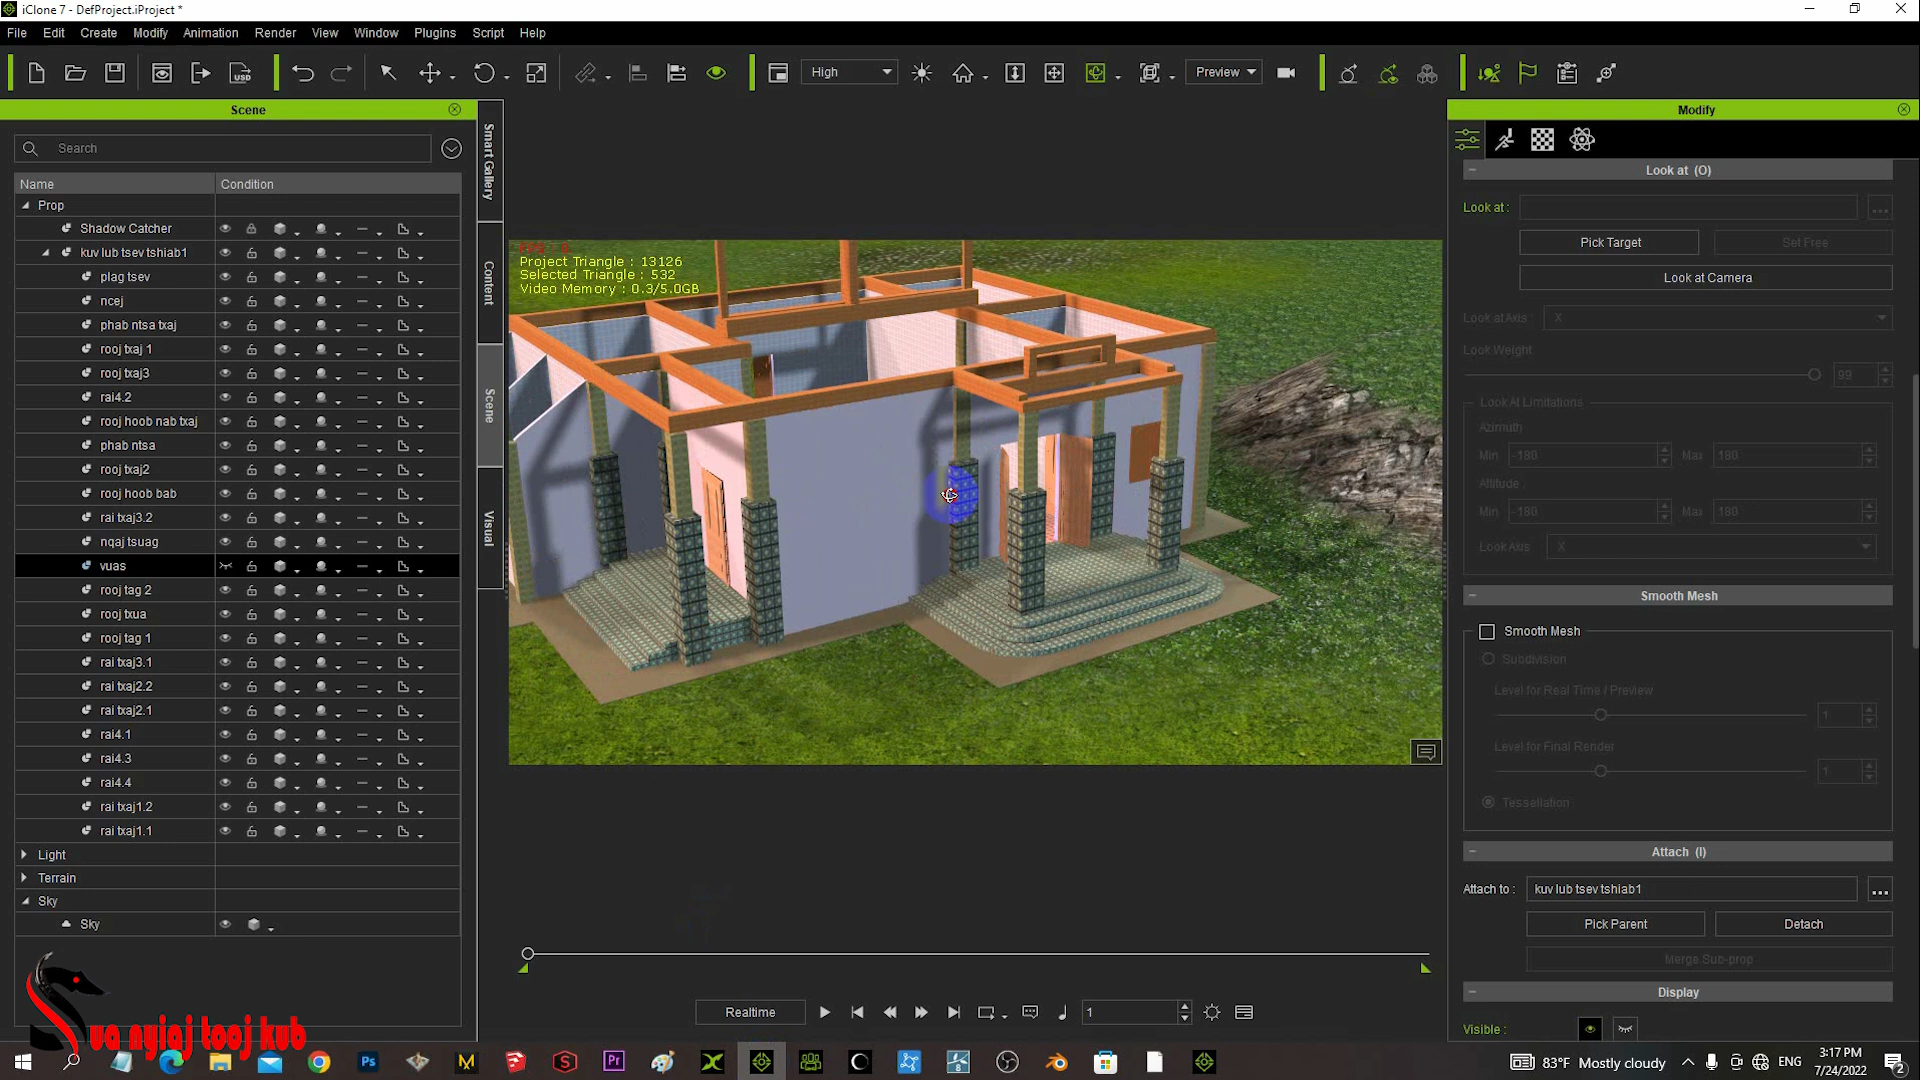 iClone 7 - DefProject.iProject *
File Edit Create Modify Animation Render View Window Plugins Script Help
USD High Preview
Scene
Search
Name Condition
Prop
Shadow Catcher
kuv lub tsev tshiab1
plag tsev
ncej
phab ntsa txaj
rooj txaj 1
rooj txaj3
rai4.2
rooj hoob nab txaj
phab ntsa
rooj txaj2
rooj hoob bab
rai txaj3.2
nqaj tsuag
vuas
rooj tag 2
rooj txua
rooj tag 1
rai txaj3.1
rai txaj2.2
rai txaj2.1
rai4.1
rai4.3
rai4.4
rai txaj1.2
rai txaj1.1
Light
Terrain
Sky
Sky
Smart Gallery
Content
Scene
Visual
Project Triangle : 13126
Selected Triangle : 532
Video Memory : 0.3/5.0GB
Realtime
1
Modify
Look at (O)
Look at :
...
Pick Target Set Free
Look at Camera
Look at Axis : X
Look Weight
99
Look At Limitations
Azimuth
Min -180 Max 180
Altitude
Min -180 Max 180
Look Axis X
Smooth Mesh
Smooth Mesh
Subdivision
Level for Real Time / Preview
1
Level for Final Render
1
Tessellation
Attach (I)
Attach to : kuv lub tsev tshiab1 ...
Pick Parent Detach
Merge Sub-prop
Display
Visible :
Sua nyiaj tooj kub
83°F Mostly cloudy ENG
3:17 PM
7/24/2022
2